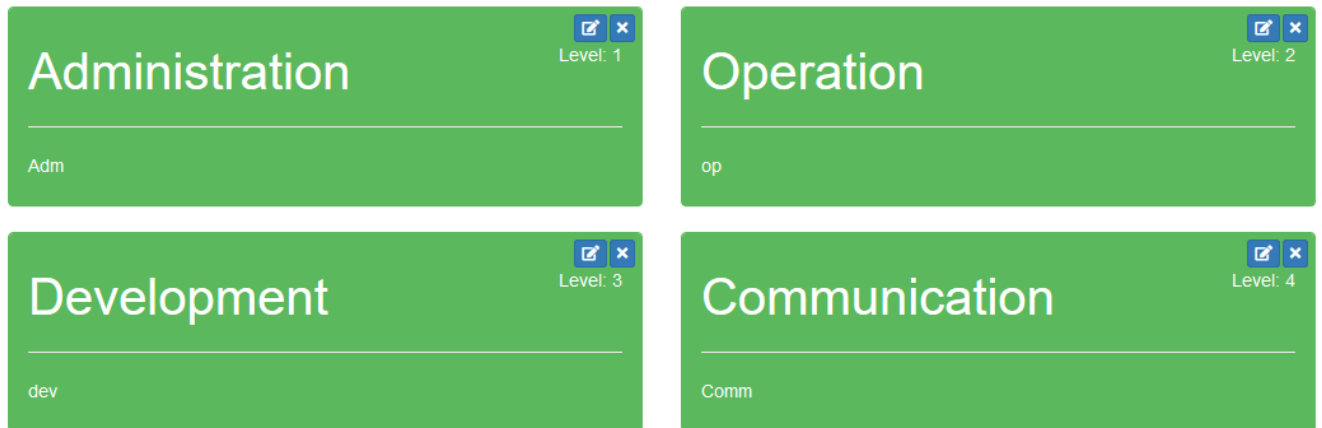 Level: 1
Administration
Adm
Level: 2
Operation
op
Level: 3
Development
dev
Level: 4
Communication
Comm